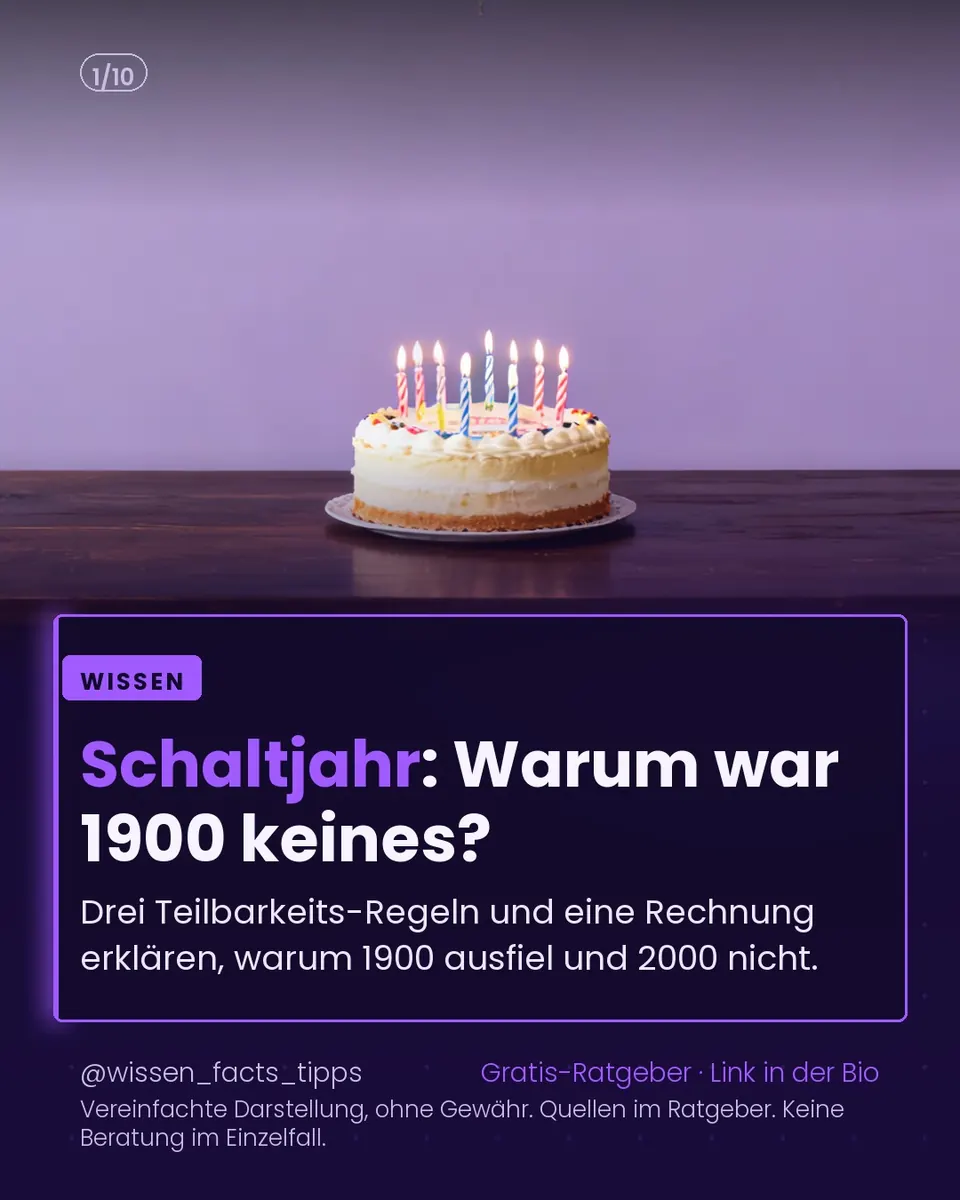 1/10
WISSEN
Schaltjahr: Warum war
1900 keines?
Drei Teilbarkeits-Regeln und eine Rechnung
erklären, warum 1900 ausfiel und 2000 nicht.
@wissen_facts_tipps
Gratis-Ratgeber · Link in der Bio
Vereinfachte Darstellung, ohne Gewähr. Quellen im Ratgeber. Keine
Beratung im Einzelfall.